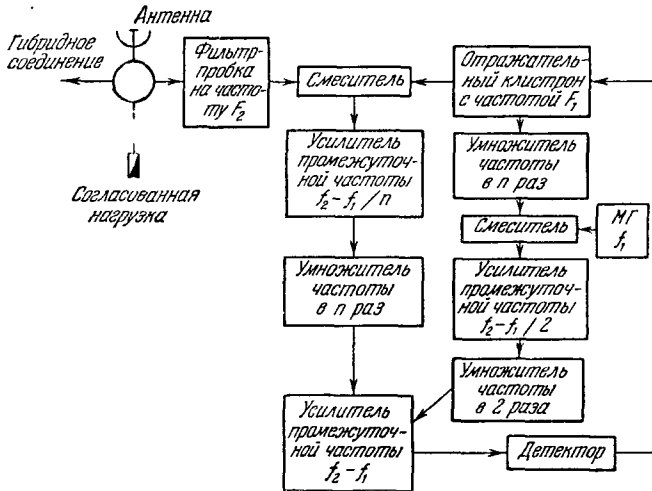 Антенна
Гибридное
соединение
Фильтр-
пробка
на часто-
ту F₂
Смеситель
Отражатель-
ный клистрон
с частотой F₁
Усилитель
промежуточ-
ной частоты
f₂-f₁/n
Умножитель
частоты
в n раз
Согласованная
нагрузка
Смеситель
МГ
f₁
Умножитель
частоты
в n раз
Усилитель
промежуточ-
ной частоты
f₂-f₁/2
Умножитель
частоты
в 2 раза
Усилитель
промежуточ-
ной частоты
f₂-f₁
Детектор